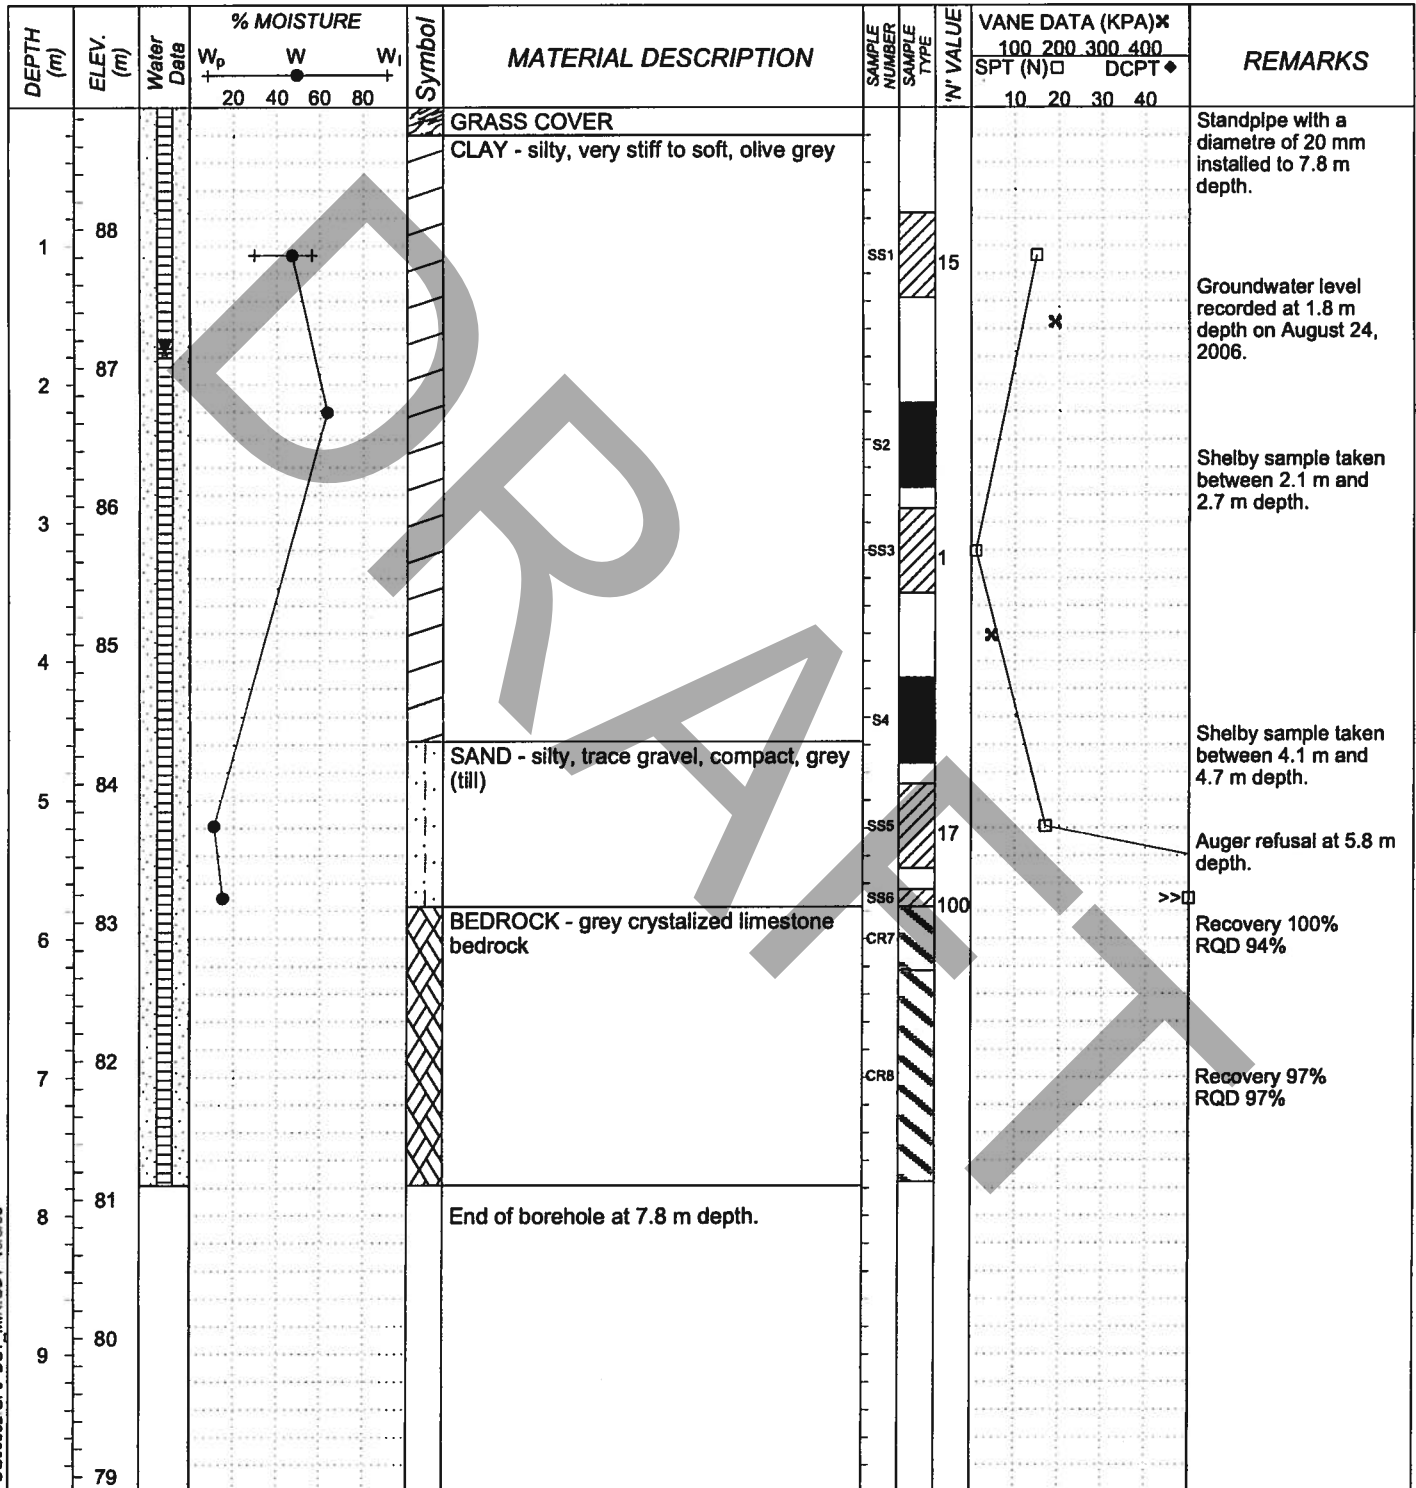 DEPTH (m)
ELEV. (m)
Water Data
% MOISTURE
Wp W Wl
20 40 60 80
Symbol
MATERIAL DESCRIPTION
SAMPLE NUMBER
SAMPLE TYPE
'N' VALUE
VANE DATA (KPA)✖
100 200 300 400
SPT (N)□ DCPT◆
10 20 30 40
REMARKS
GRASS COVER
CLAY - silty, very stiff to soft, olive grey
Standpipe with a
diametre of 20 mm
installed to 7.8 m
depth.
88
1
SS1
15
Groundwater level
recorded at 1.8 m
depth on August 24,
2006.
87
2
S2
Shelby sample taken
between 2.1 m and
2.7 m depth.
86
3
SS3
1
85
4
S4
SAND - silty, trace gravel, compact, grey
(till)
Shelby sample taken
between 4.1 m and
4.7 m depth.
84
5
SS5
17
Auger refusal at 5.8 m
depth.
SS6
100
>>
83
6
BEDROCK - grey crystalized limestone
bedrock
CR7
Recovery 100%
RQD 94%
82
7
CR8
Recovery 97%
RQD 97%
81
8
End of borehole at 7.8 m depth.
80
9
79
DRAFT